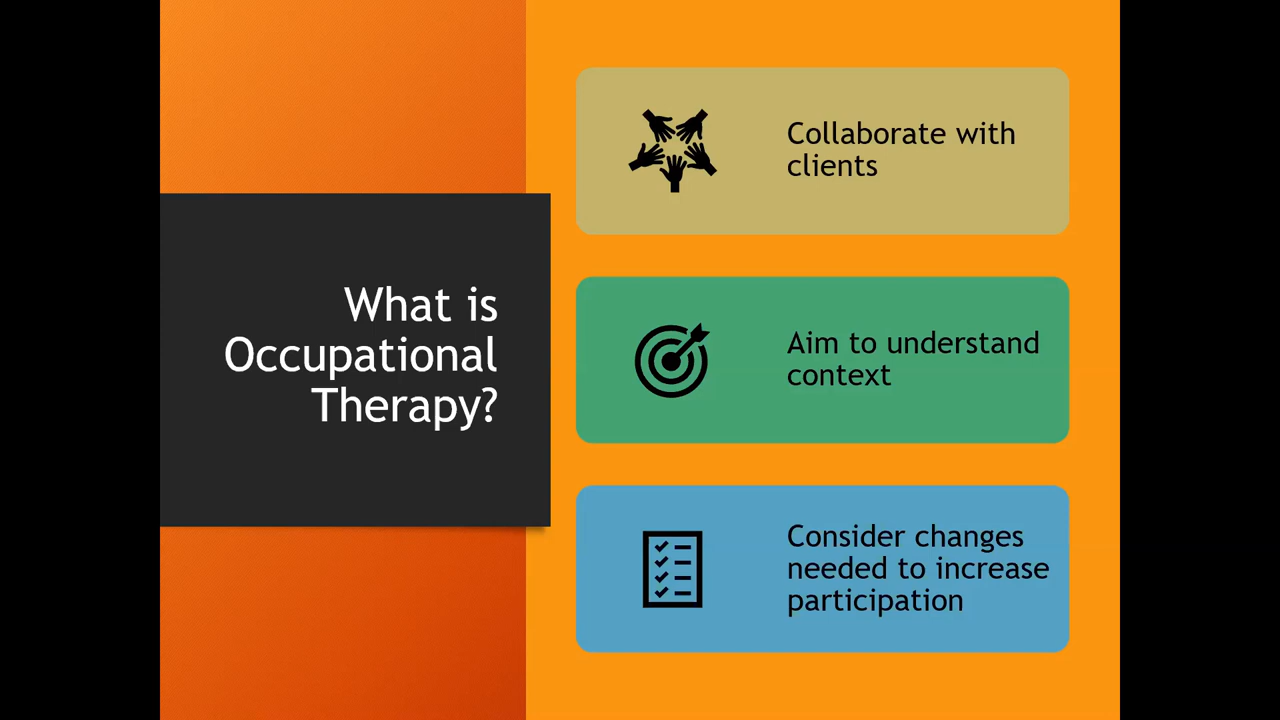 What is
Occupational
Therapy?
Collaborate with
clients
Aim to understand
context
Consider changes
needed to increase
participation